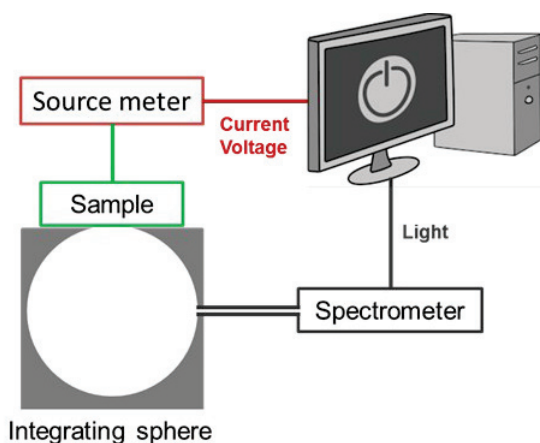 Source meter
Current
Voltage
Sample
Light
Spectrometer
Integrating sphere